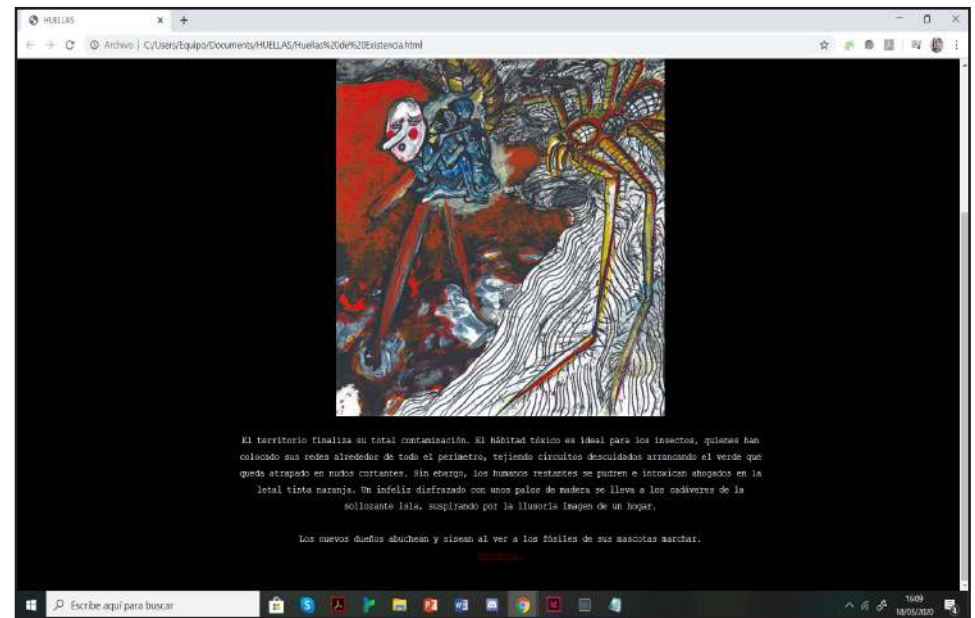 HUELLAS
Archivo | C:/Users/Equipo/Documents/HUELLAS/Huellas%20de%20Existencia.html
El territorio finaliza su total contaminación. El hábitad tóxico es ideal para los insectos, quienes han
colocado sus redes alrededor de todo el perímetro, tejiendo circuitos descuidados arrancando el verde que
queda atrapado en nudos cortantes. Sin ebargo, los humanos restantes se pudren e intoxican ahogados en la
letal tinta naranja. Un infeliz disfrazado con unos palos de madera se lleva a los cadáveres de la
sollozante isla, suspirando por la ilusoria imagen de un hogar.
Los nuevos dueños abuchean y sisean al ver a los fósiles de sus mascotas marchar.
Escribe aquí para buscar
16:09
18/03/2020